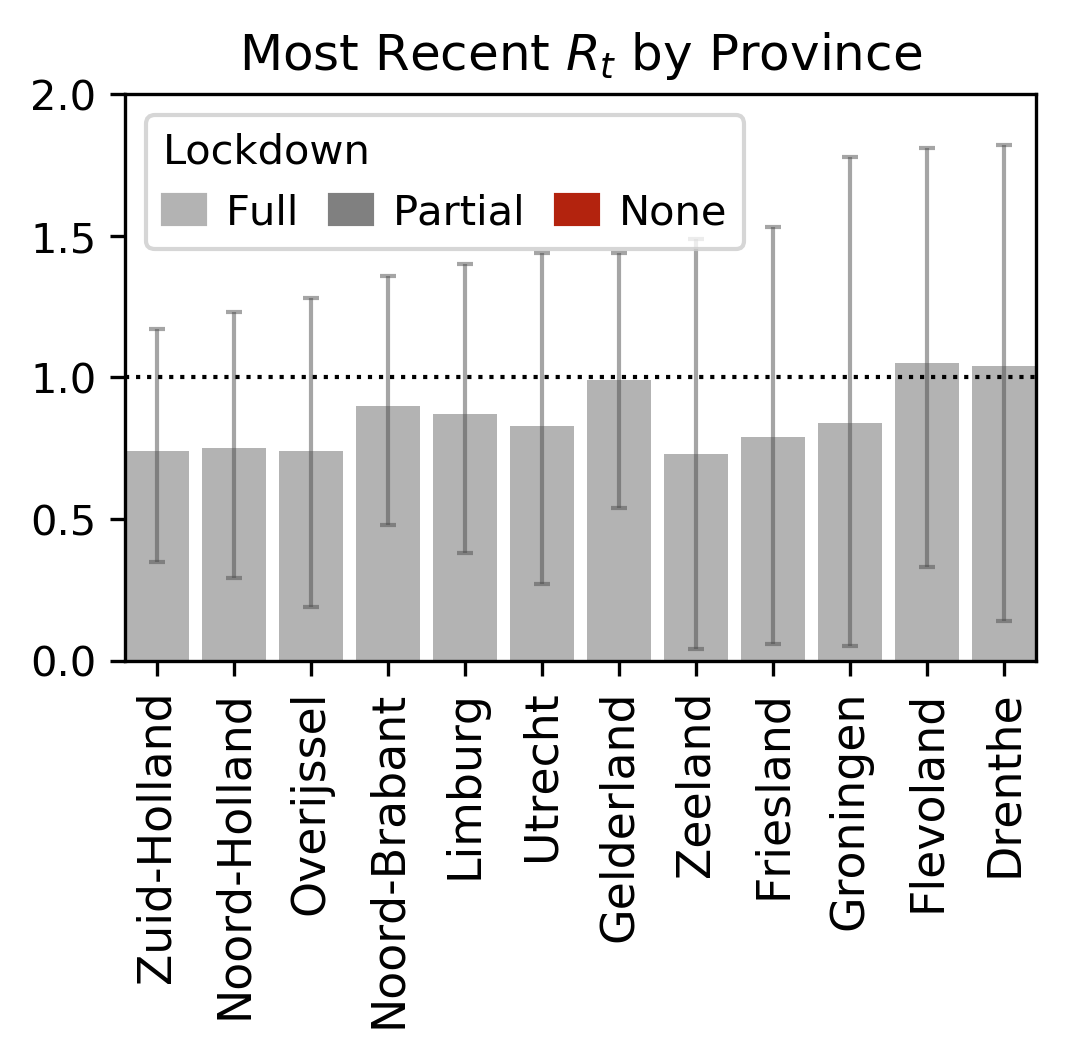 Most Recent R_t by Province
2.0
1.5
1.0
0.5
0.0
Lockdown
Full Partial None
Zuid-Holland
Noord-Holland
Overijssel
Noord-Brabant
Limburg
Utrecht
Gelderland
Zeeland
Friesland
Groningen
Flevoland
Drenthe